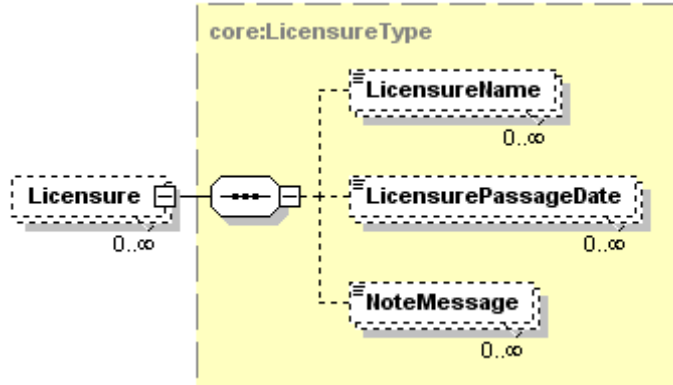 core:LicensureType
LicensureName
0..∞
Licensure
0..∞
LicensurePassageDate
0..∞
NoteMessage
0..∞